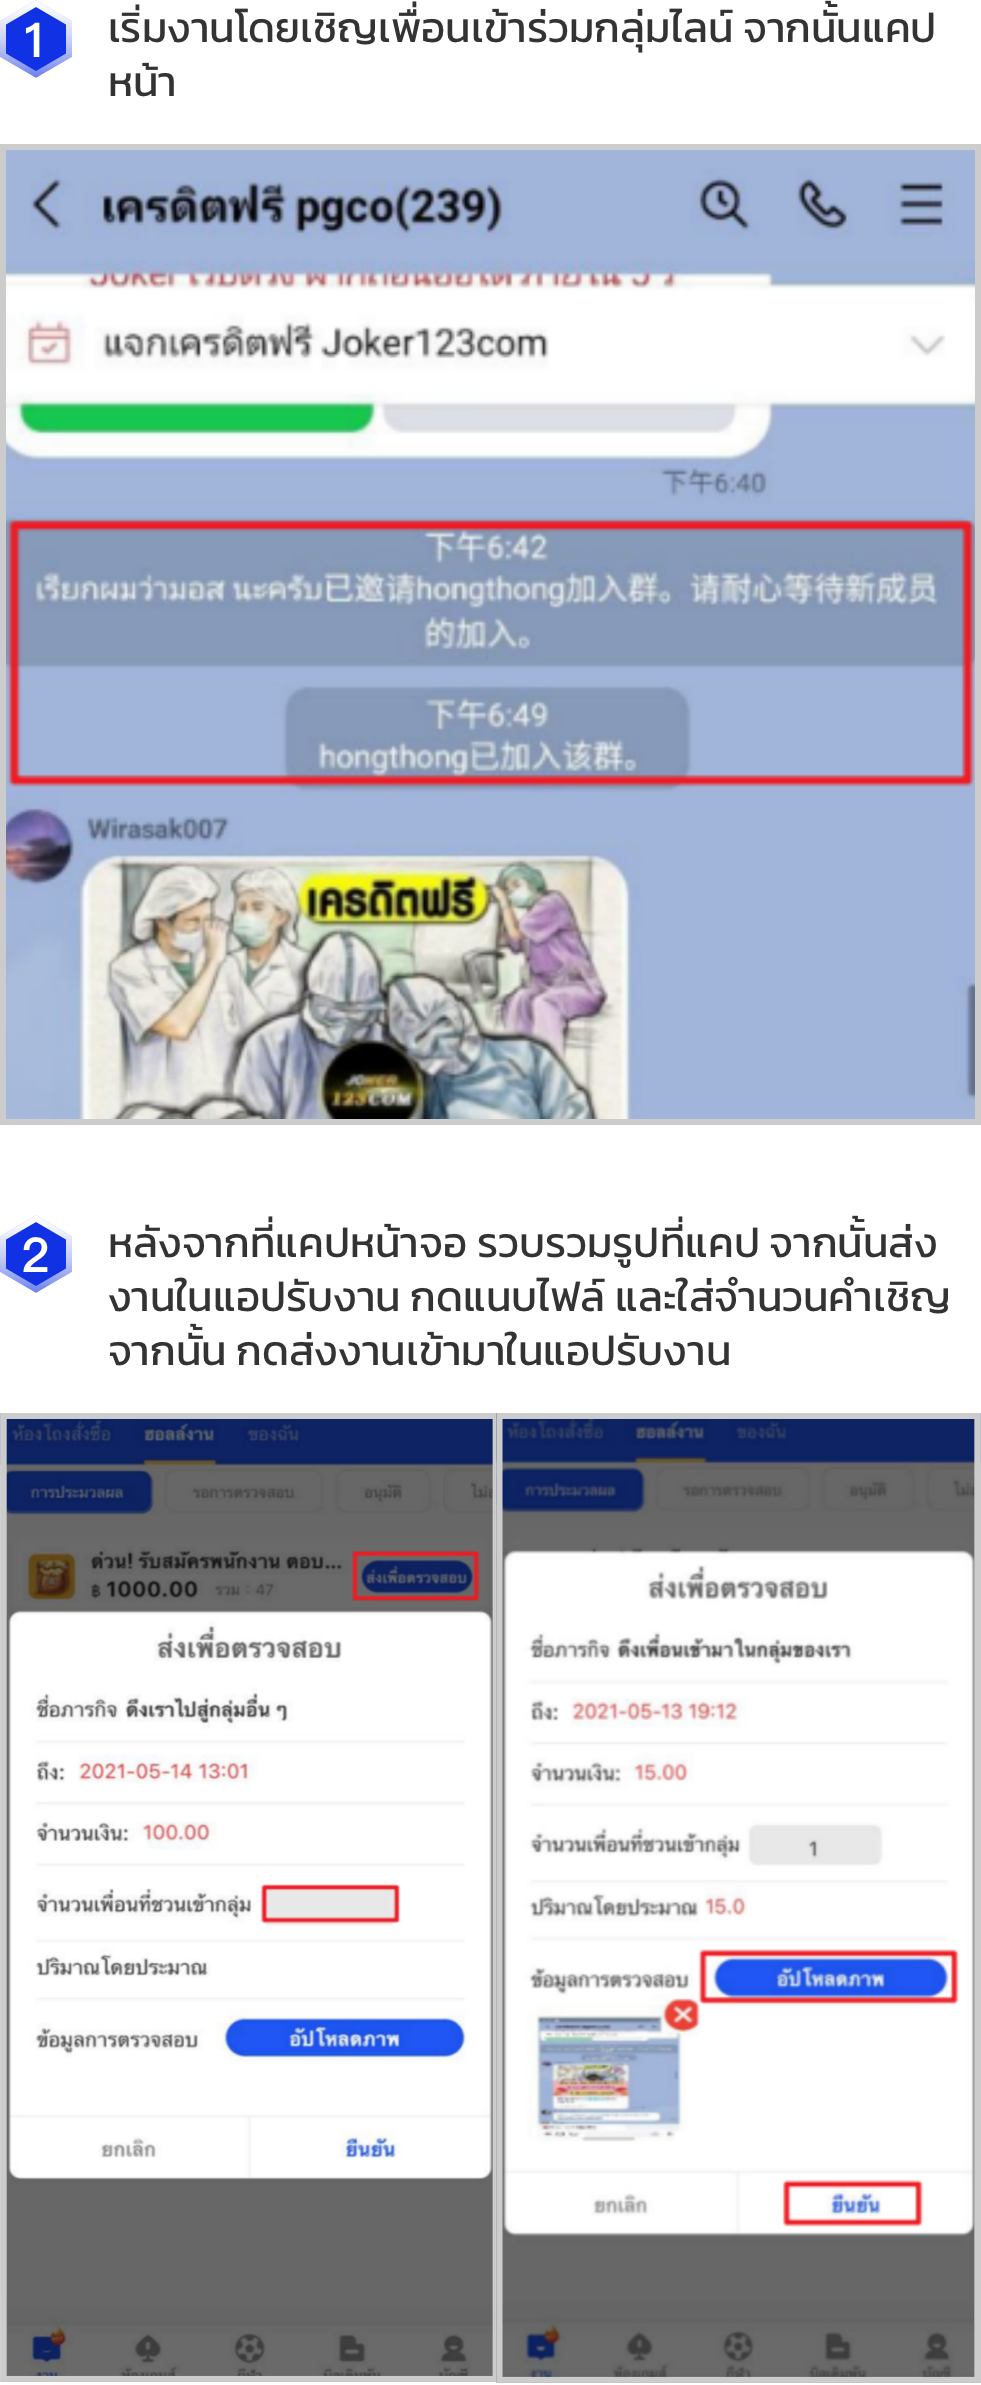 1
เริ่มงานโดยเชิญเพื่อนเข้าร่วมกลุ่มไลน์ จากนั้นแคป
หน้า
เครดิตฟรี pgco(239)
แจกเครดิตฟรี Joker123com
下午6:40
下午6:42
เรียกผมว่ามอส นะครับ已邀请hongthong加入群。请耐心等待新成员
的加入。
下午6:49
hongthong已加入该群。
Wirasak007
เครดิตฟรี
JOKER
123COM
2
หลังจากที่แคปหน้าจอ รวบรวมรูปที่แคป จากนั้นส่ง
งานในแอปรับงาน กดแนบไฟล์ และใส่จำนวนคำเชิญ
จากนั้น กดส่งงานเข้ามาในแอปรับงาน
ห้องโถงสั่งซื้อ ฮอลล์งาน ของฉัน
การประมวลผล รอการตรวจสอบ อนุมัติ
ด่วน! รับสมัครพนักงาน ตอบ...
฿ 1000.00 รวม : 47
ส่งเพื่อตรวจสอบ
ส่งเพื่อตรวจสอบ
ชื่อภารกิจ ดึงเราไปสู่กลุ่มอื่น ๆ
ถึง: 2021-05-14 13:01
จำนวนเงิน: 100.00
จำนวนเพื่อนที่ชวนเข้ากลุ่ม
ปริมาณโดยประมาณ
ข้อมูลการตรวจสอบ อัปโหลดภาพ
ยกเลิก ยืนยัน
ห้องโถงสั่งซื้อ ฮอลล์งาน ของฉัน
การประมวลผล รอการตรวจสอบ อนุมัติ
ส่งเพื่อตรวจสอบ
ชื่อภารกิจ ดึงเพื่อนเข้ามาในกลุ่มของเรา
ถึง: 2021-05-13 19:12
จำนวนเงิน: 15.00
จำนวนเพื่อนที่ชวนเข้ากลุ่ม 1
ปริมาณโดยประมาณ 15.0
ข้อมูลการตรวจสอบ อัปโหลดภาพ
ยกเลิก ยืนยัน